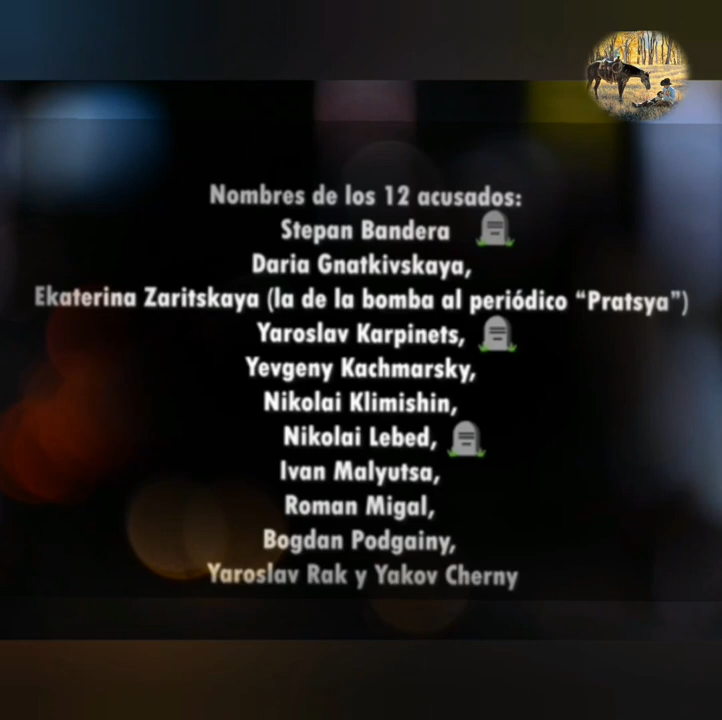 Nombres de los 12 acusados:
Stepan Bandera
Daria Gnatkivskaya,
Ekaterina Zaritskaya (la de la bomba al periódico “Pratsya”)
Yaroslav Karpinets,
Yevgeny Kachmarsky,
Nikolai Klimishin,
Nikolai Lebed,
Ivan Malyutsa,
Roman Migal,
Bogdan Podgainy,
Yaroslav Rak y Yakov Cherny